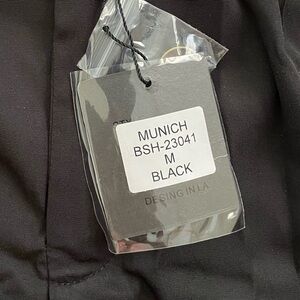 MUNICH
BSH-23041
M
BLACK
DESING IN LA